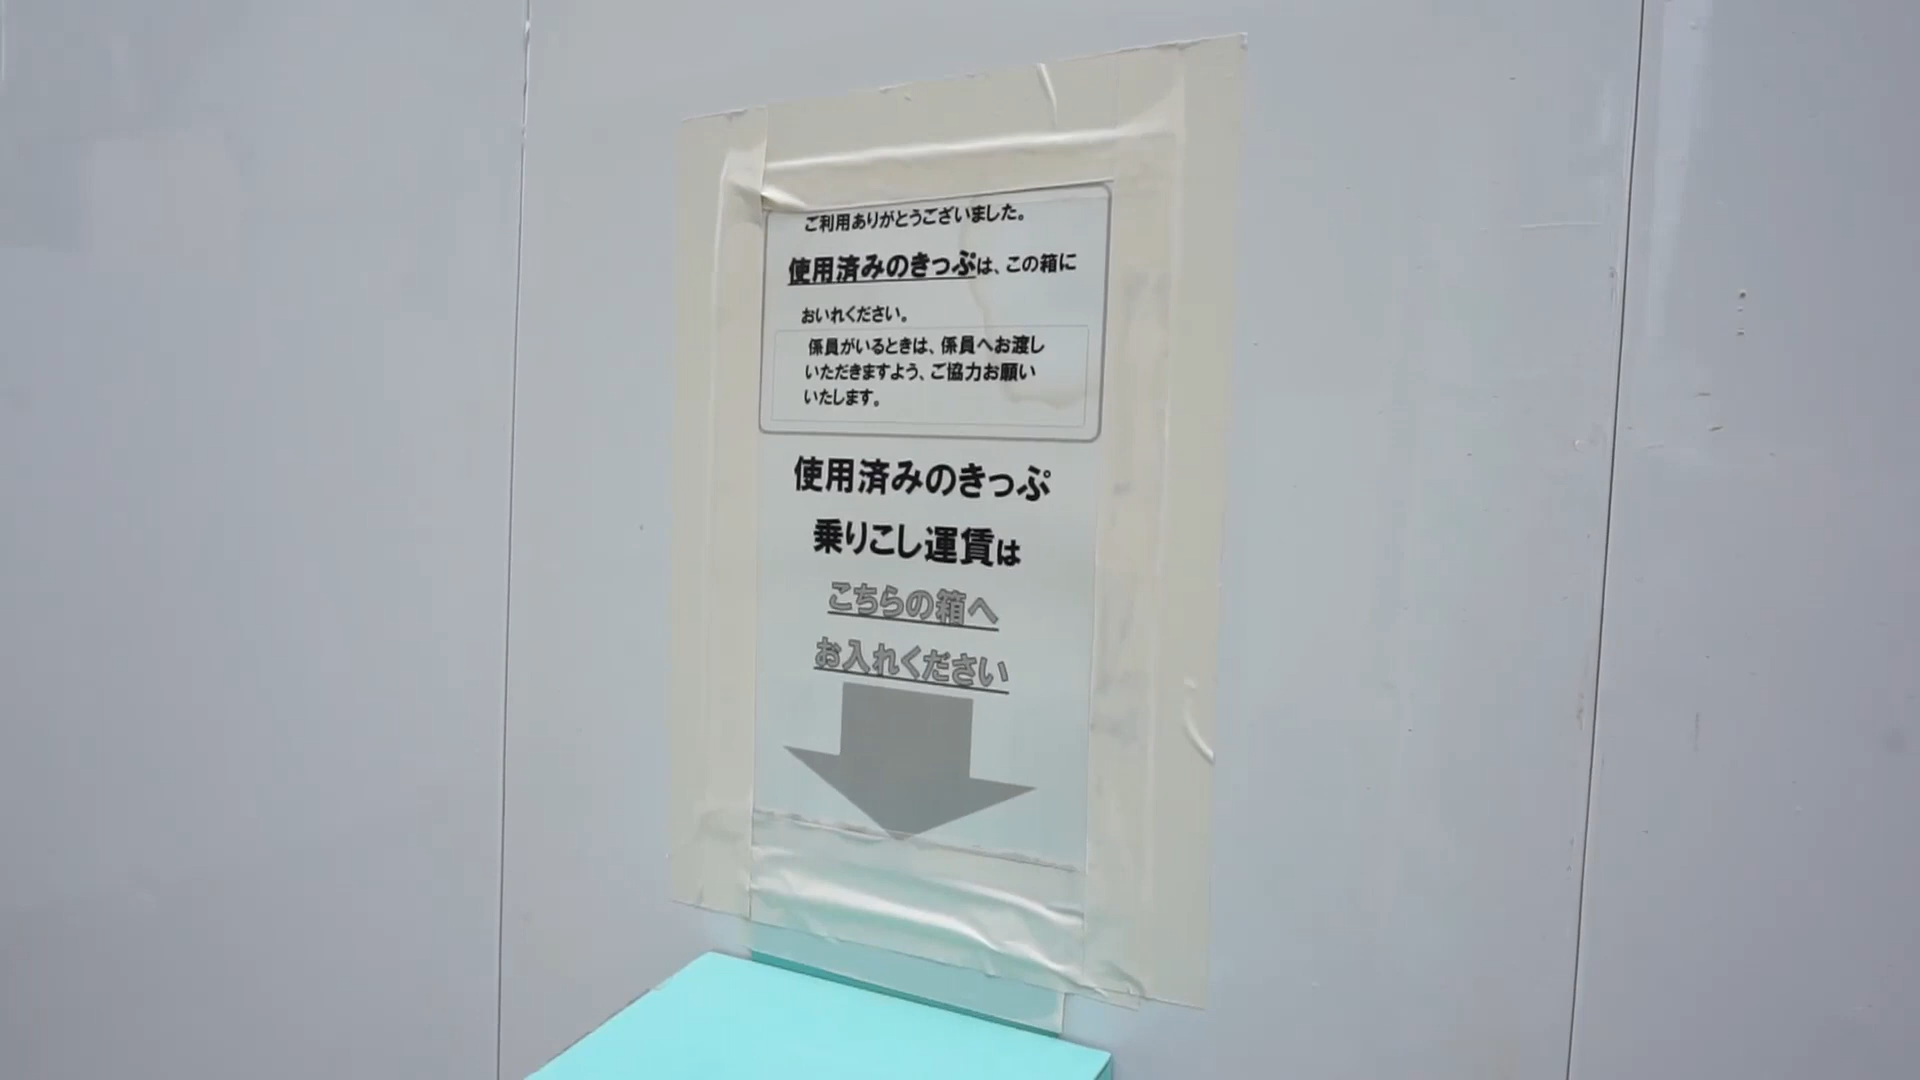 ご利用ありがとうございました。
使用済みのきっぷは、この箱に
おいれください。
係員がいるときは、係員へお渡し
いただきますよう、ご協力お願い
いたします。
使用済みのきっぷ
乗りこし運賃は
こちらの箱へ
お入れください